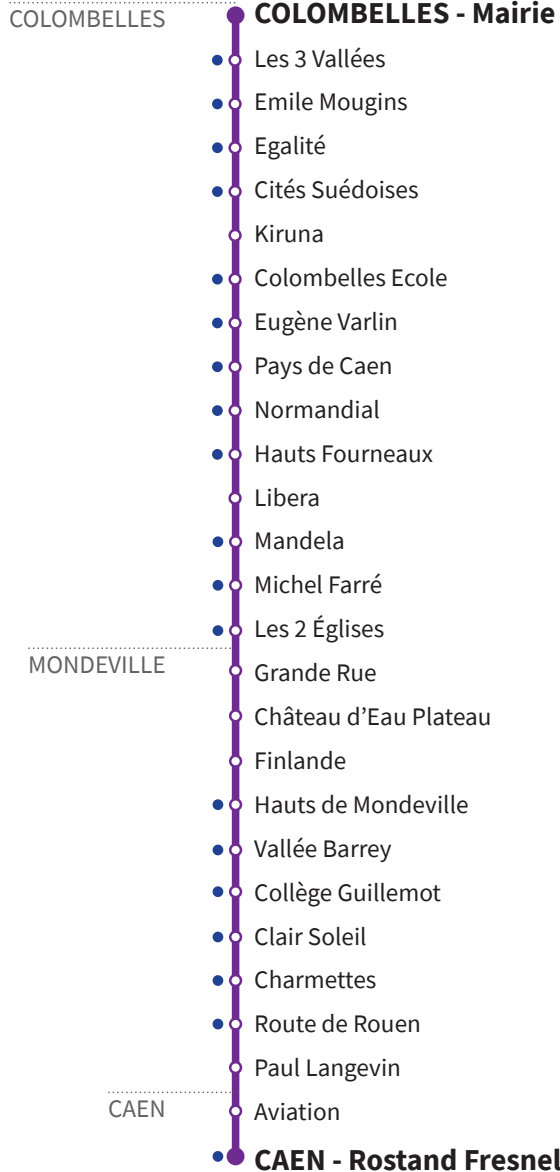 COLOMBELLES
COLOMBELLES - Mairie
Les 3 Vallées
Emile Mougins
Egalité
Cités Suédoises
Kiruna
Colombelles Ecole
Eugène Varlin
Pays de Caen
Normandial
Hauts Fourneaux
Libera
Mandela
Michel Farré
Les 2 Églises
MONDEVILLE
Grande Rue
Château d’Eau Plateau
Finlande
Hauts de Mondeville
Vallée Barrey
Collège Guillemot
Clair Soleil
Charmettes
Route de Rouen
Paul Langevin
CAEN
Aviation
CAEN - Rostand Fresnel